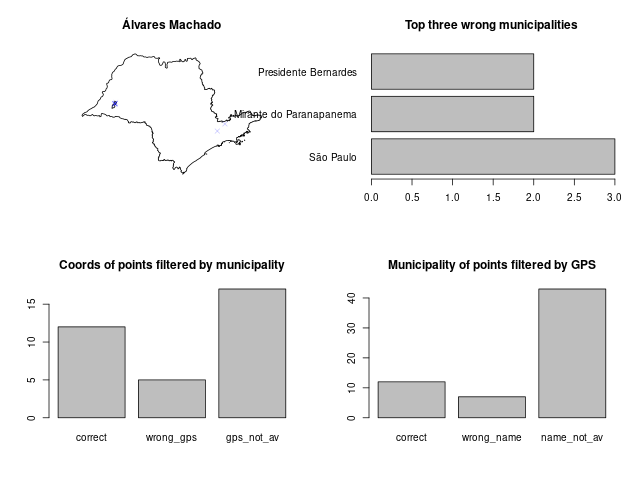 Álvares Machado
Top three wrong municipalities
Presidente Bernardes
Mirante do Paranapanema
São Paulo
0.0 0.5 1.0 1.5 2.0 2.5 3.0
Coords of points filtered by municipality
15
10
5
0
correct wrong_gps gps_not_av
Municipality of points filtered by GPS
40
30
20
10
0
correct wrong_name name_not_av